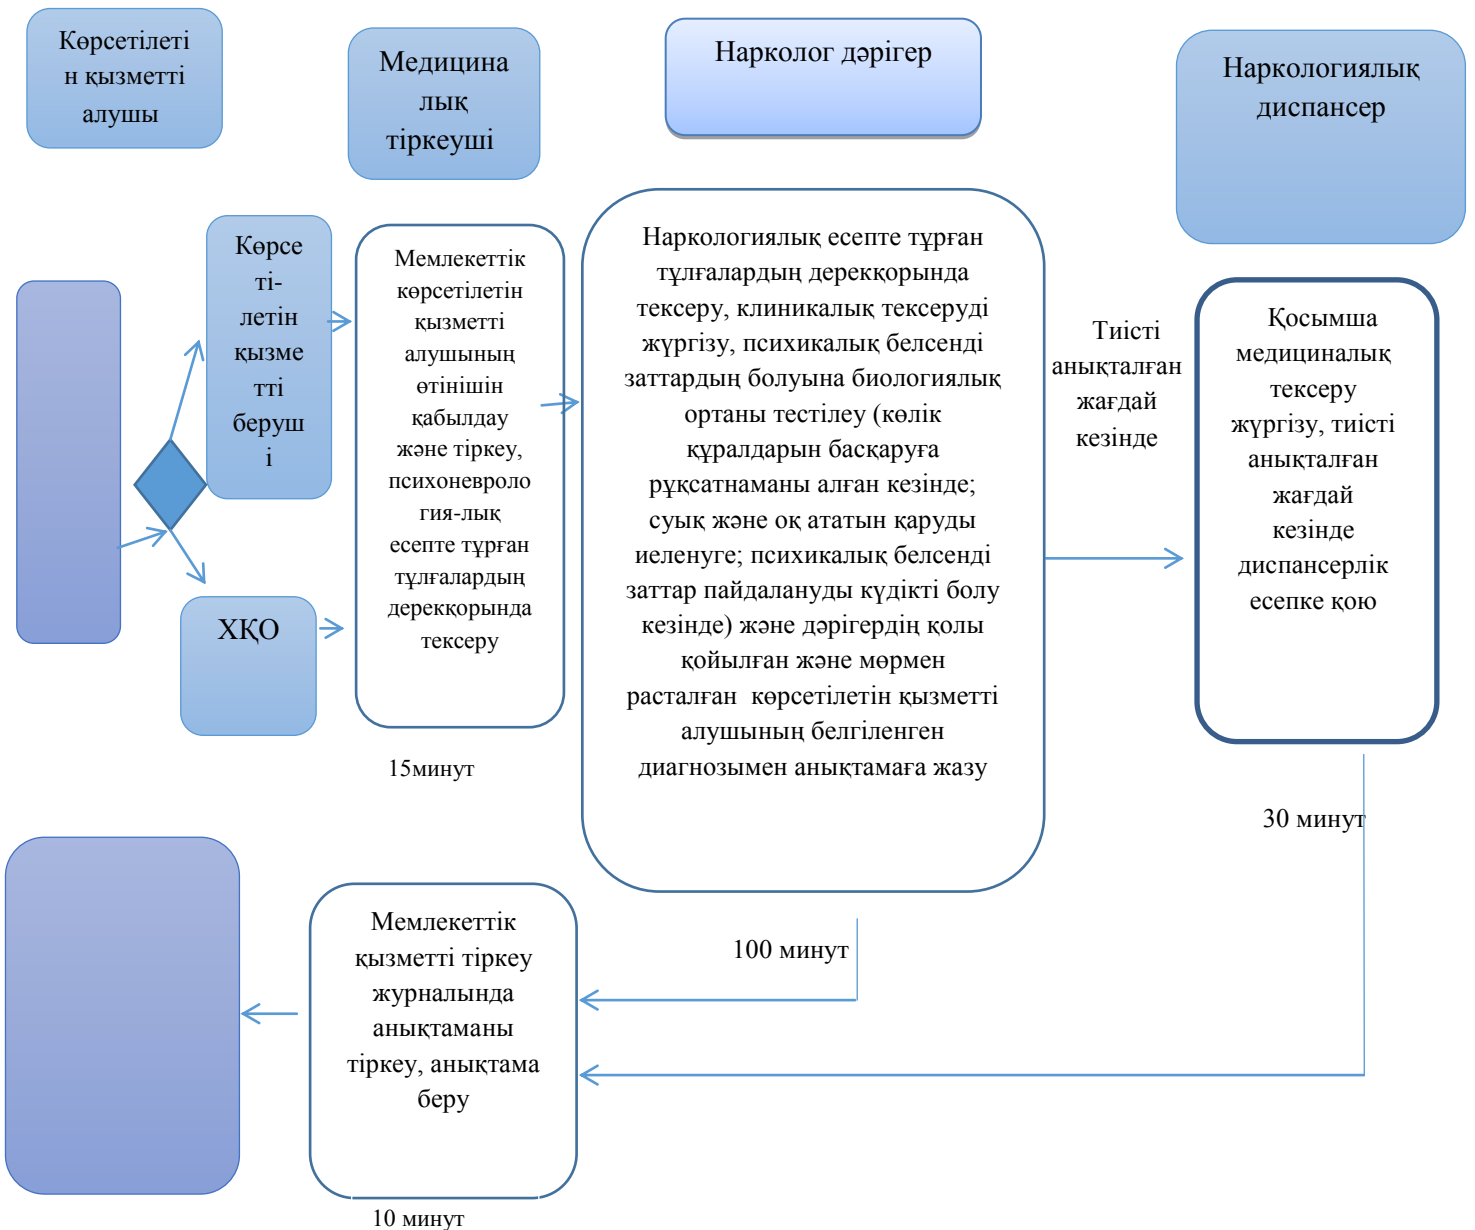 Көрсетілеті
н қызметті
алушы
Медицина
лық
тіркеуші
Нарколог дәрігер
Наркологиялық
диспансер
Көрсе
ті-
летін
қызме
тті
беруш
і
ХҚО
Мемлекеттік
көрсетілетін
қызметті
алушының
өтінішін
қабылдау
және тіркеу,
психоневроло
гия-лық
есепте тұрған
тұлғалардың
дерекқорында
тексеру
15минут
Наркологиялық есепте тұрған
тұлғалардың дерекқорында
тексеру, клиникалық тексеруді
жүргізу, психикалық белсенді
заттардың болуына биологиялық
ортаны тестілеу (көлік
құралдарын басқаруға
рұқсатнаманы алған кезінде;
суық және оқ ататын қаруды
иеленуге; психикалық белсенді
заттар пайдалануды күдікті болу
кезінде) және дәрігердің қолы
қойылған және мөрмен
расталған көрсетілетін қызметті
алушының белгіленген
диагнозымен анықтамаға жазу
100 минут
Тиісті
анықталған
жағдай
кезінде
Қосымша
медициналық
тексеру
жүргізу, тиісті
анықталған
жағдай
кезінде
диспансерлік
есепке қою
30 минут
Мемлекеттік
қызметті тіркеу
журналында
анықтаманы
тіркеу, анықтама
беру
10 минут